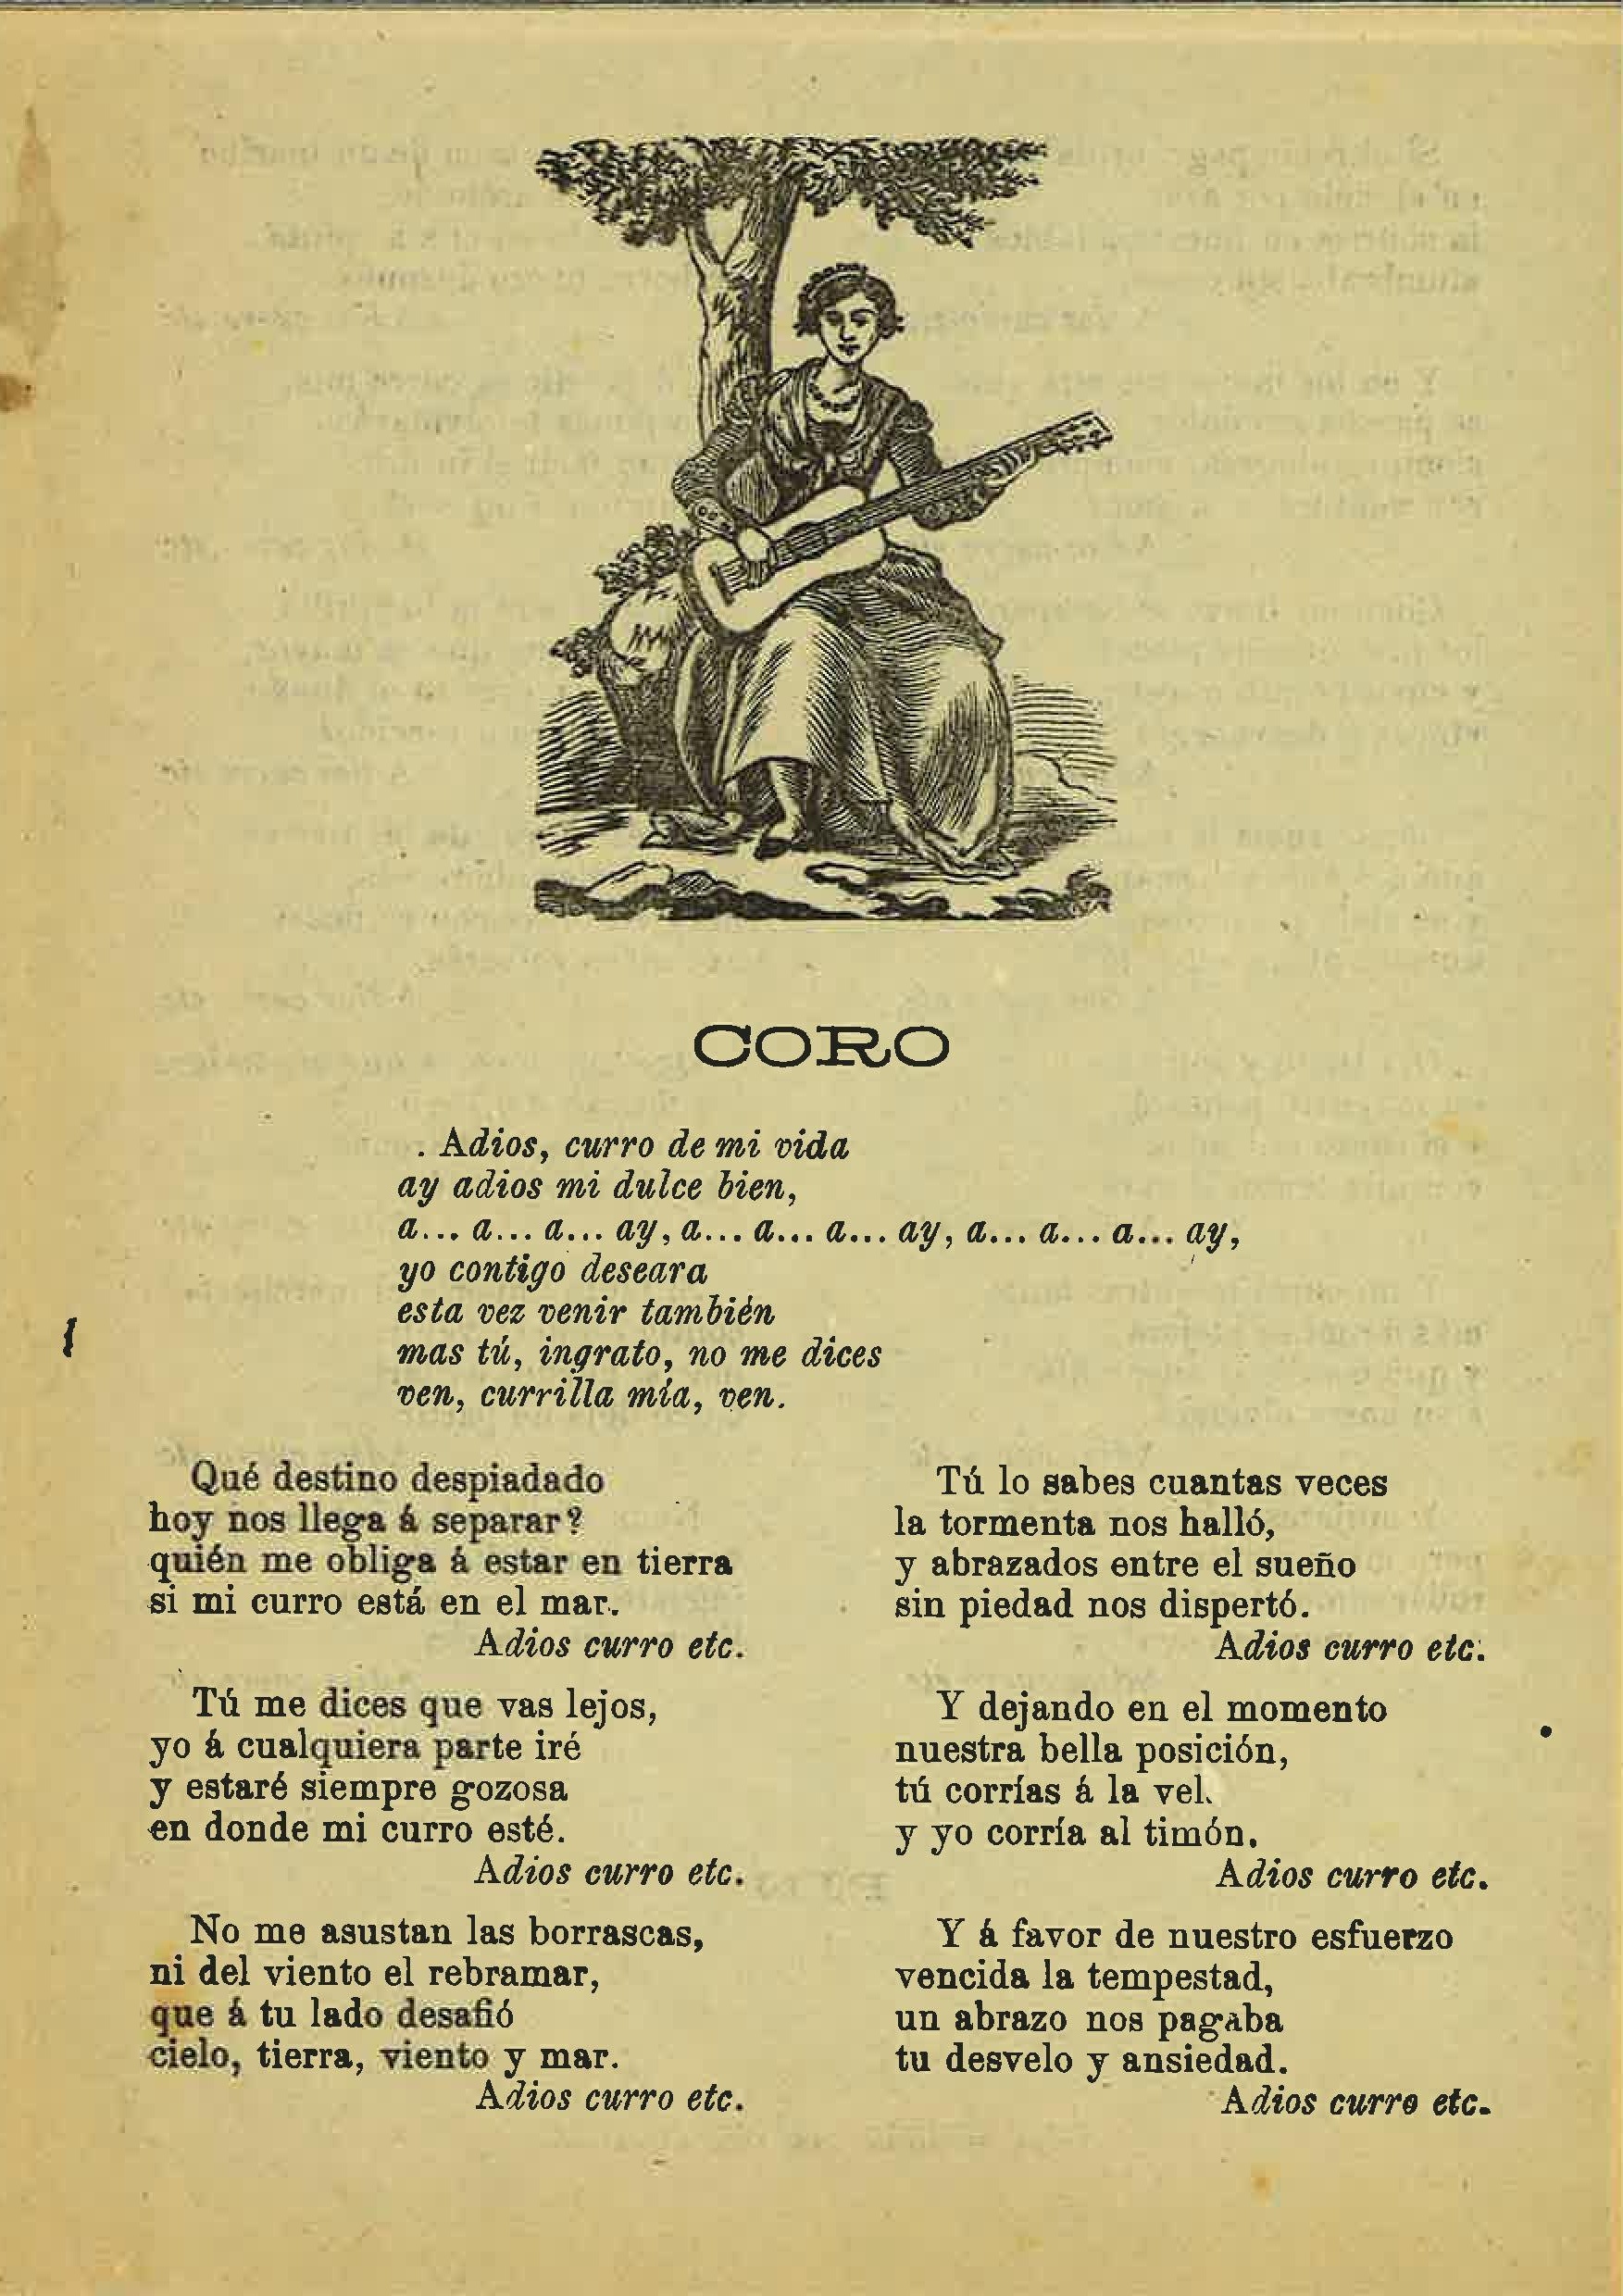 CORO
Adios, curro de mi vida
ay adios mi dulce bien,
a... a... a... ay, a... a... a... ay, a... a... a... ay,
yo contigo deseara
esta vez venir también
mas tú, ingrato, no me dices
ven, currilla mía, ven.
Qué destino despiadado
hoy nos llega á separar?
quién me obliga á estar en tierra
si mi curro está en el mar.
Adios curro etc.
Tú me dices que vas lejos,
yo á cualquiera parte iré
y estaré siempre gozosa
en donde mi curro esté.
Adios curro etc.
No me asustan las borrascas,
ni del viento el rebramar,
que á tu lado desafió
cielo, tierra, viento y mar.
Adios curro etc.
Tú lo sabes cuantas veces
la tormenta nos halló,
y abrazados entre el sueño
sin piedad nos dispertó.
Adios curro etc.
Y dejando en el momento
nuestra bella posición,
tú corrías á la vel.
y yo corría al timón.
Adios curro etc.
Y á favor de nuestro esfuerzo
vencida la tempestad,
un abrazo nos pagaba
tu desvelo y ansiedad.
Adios curro etc.